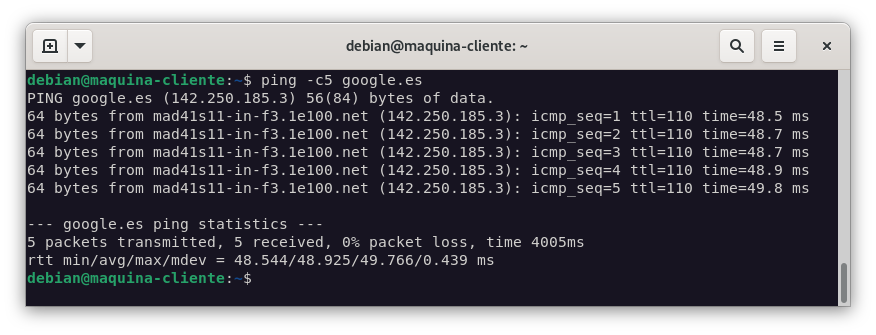 debian@maquina-cliente: ~
debian@maquina-cliente:~$ ping -c5 google.es
PING google.es (142.250.185.3) 56(84) bytes of data.
64 bytes from mad41s11-in-f3.1e100.net (142.250.185.3): icmp_seq=1 ttl=110 time=48.5 ms
64 bytes from mad41s11-in-f3.1e100.net (142.250.185.3): icmp_seq=2 ttl=110 time=48.7 ms
64 bytes from mad41s11-in-f3.1e100.net (142.250.185.3): icmp_seq=3 ttl=110 time=48.7 ms
64 bytes from mad41s11-in-f3.1e100.net (142.250.185.3): icmp_seq=4 ttl=110 time=48.9 ms
64 bytes from mad41s11-in-f3.1e100.net (142.250.185.3): icmp_seq=5 ttl=110 time=49.8 ms
--- google.es ping statistics ---
5 packets transmitted, 5 received, 0% packet loss, time 4005ms
rtt min/avg/max/mdev = 48.544/48.925/49.766/0.439 ms
debian@maquina-cliente:~$